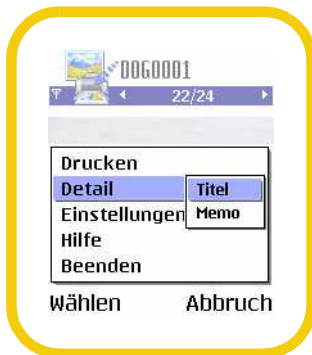 DOG0001
22/24
Drucken
Detail
Titel
Einstellungen
Memo
Hilfe
Beenden
Wählen Abbruch